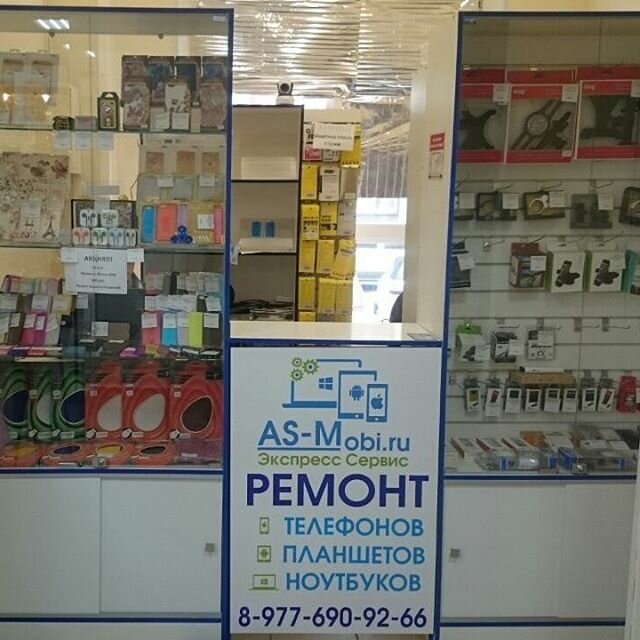 АКЦИЯ!!!
AS-Mobi.ru
Экспресс Сервис
РЕМОНТ
ТЕЛЕФОНОВ
ПЛАНШЕТОВ
НОУТБУКОВ
8-977-690-92-66